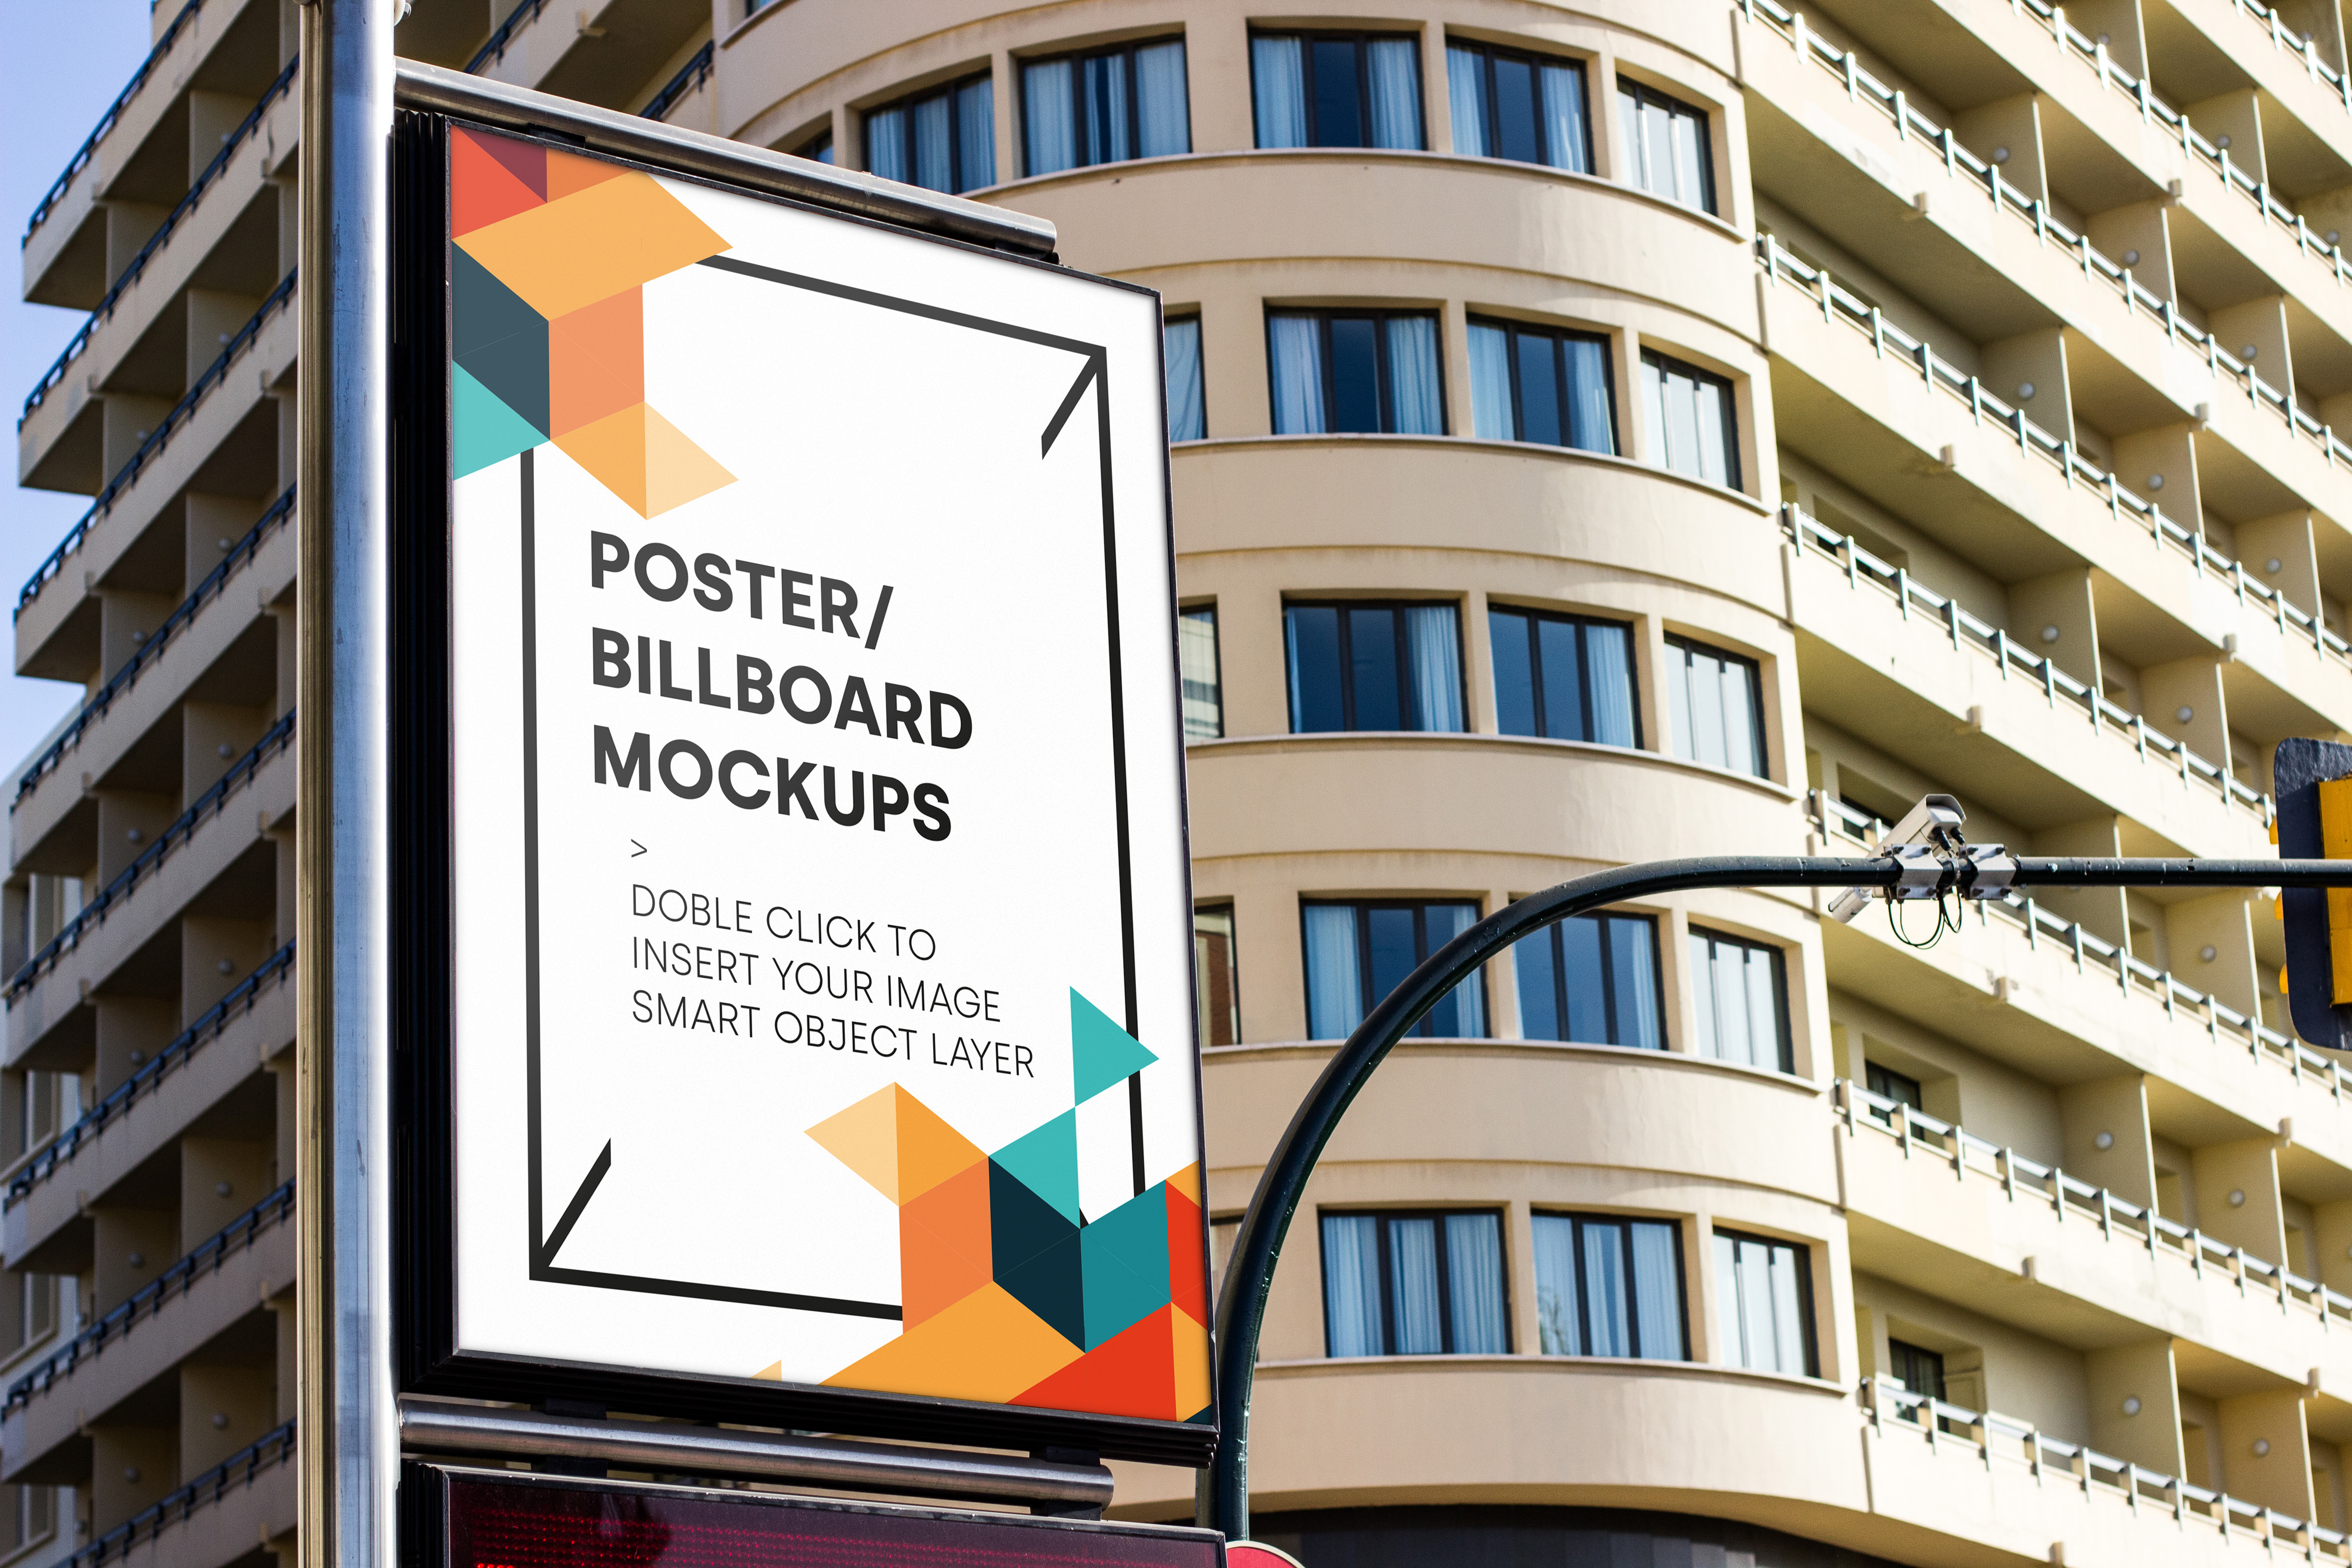 POSTER/
BILLBOARD
MOCKUPS
>
DOBLE CLICK TO
INSERT YOUR IMAGE
SMART OBJECT LAYER